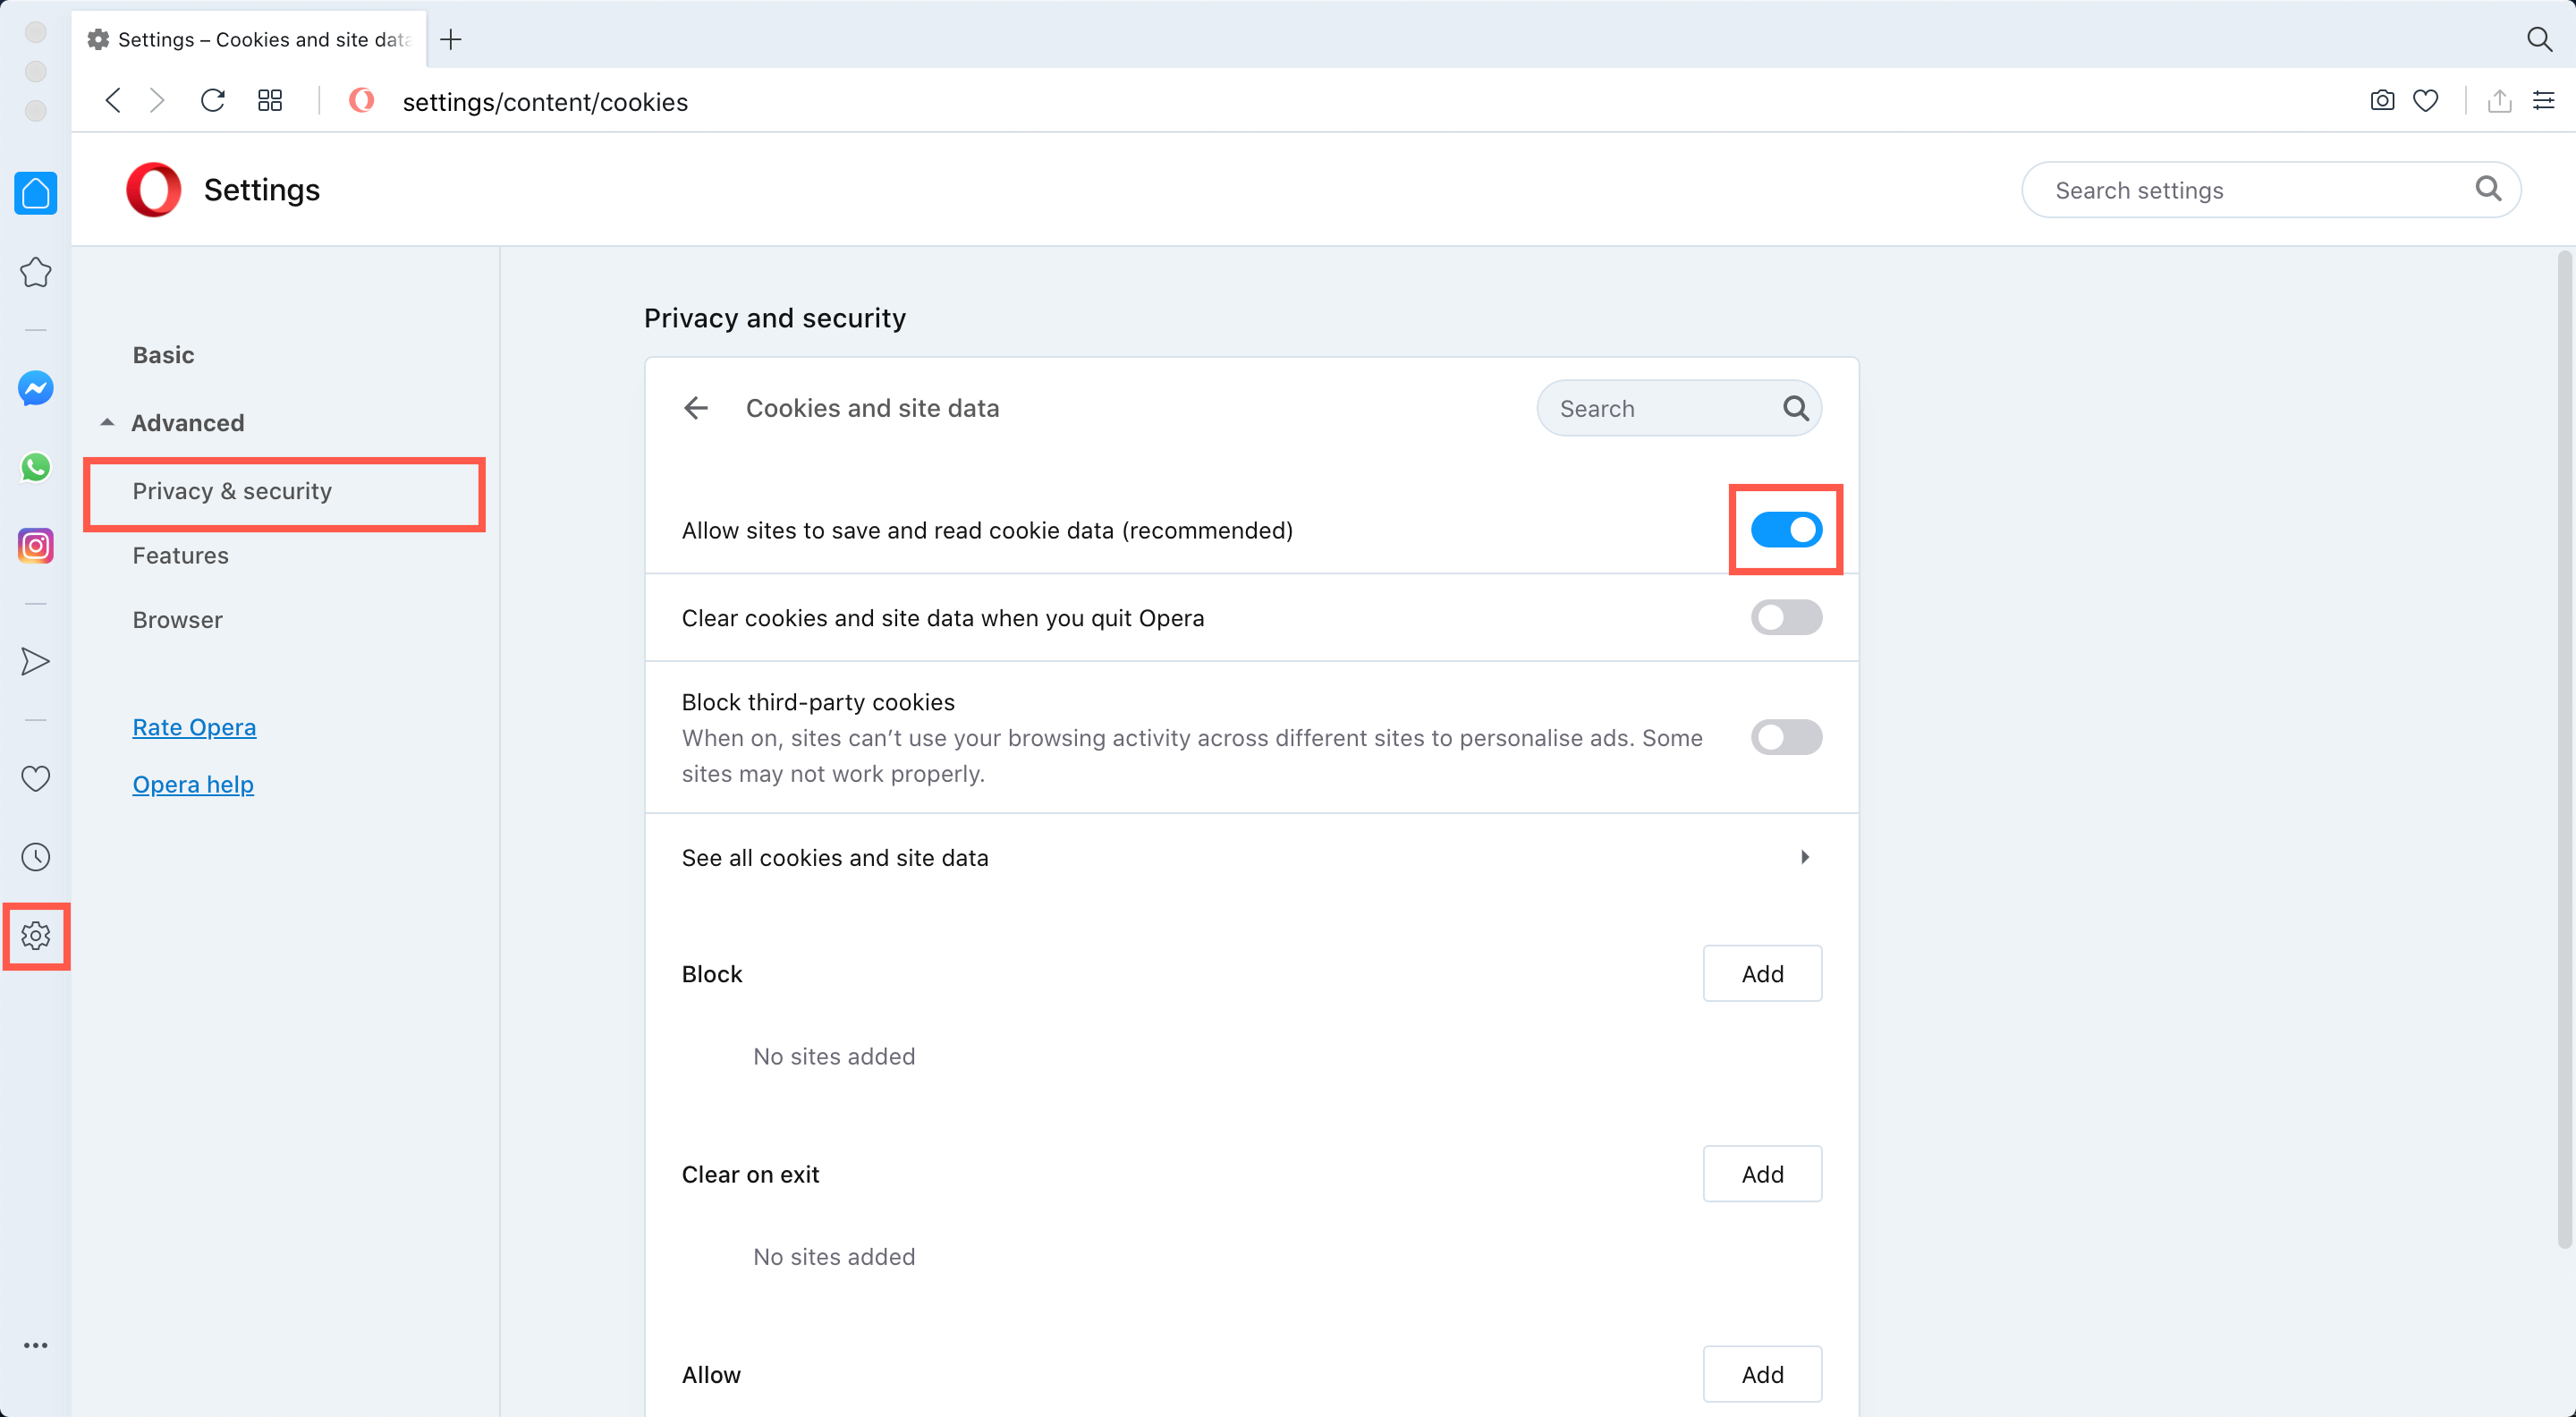 Settings – Cookies and site data
settings/content/cookies
Settings
Search settings
Basic
Advanced
Privacy & security
Features
Browser
Rate Opera
Opera help
Privacy and security
Cookies and site data
Search
Allow sites to save and read cookie data (recommended)
Clear cookies and site data when you quit Opera
Block third-party cookies
When on, sites can’t use your browsing activity across different sites to personalise ads. Some
sites may not work properly.
See all cookies and site data
Block
Add
No sites added
Clear on exit
Add
No sites added
Allow
Add